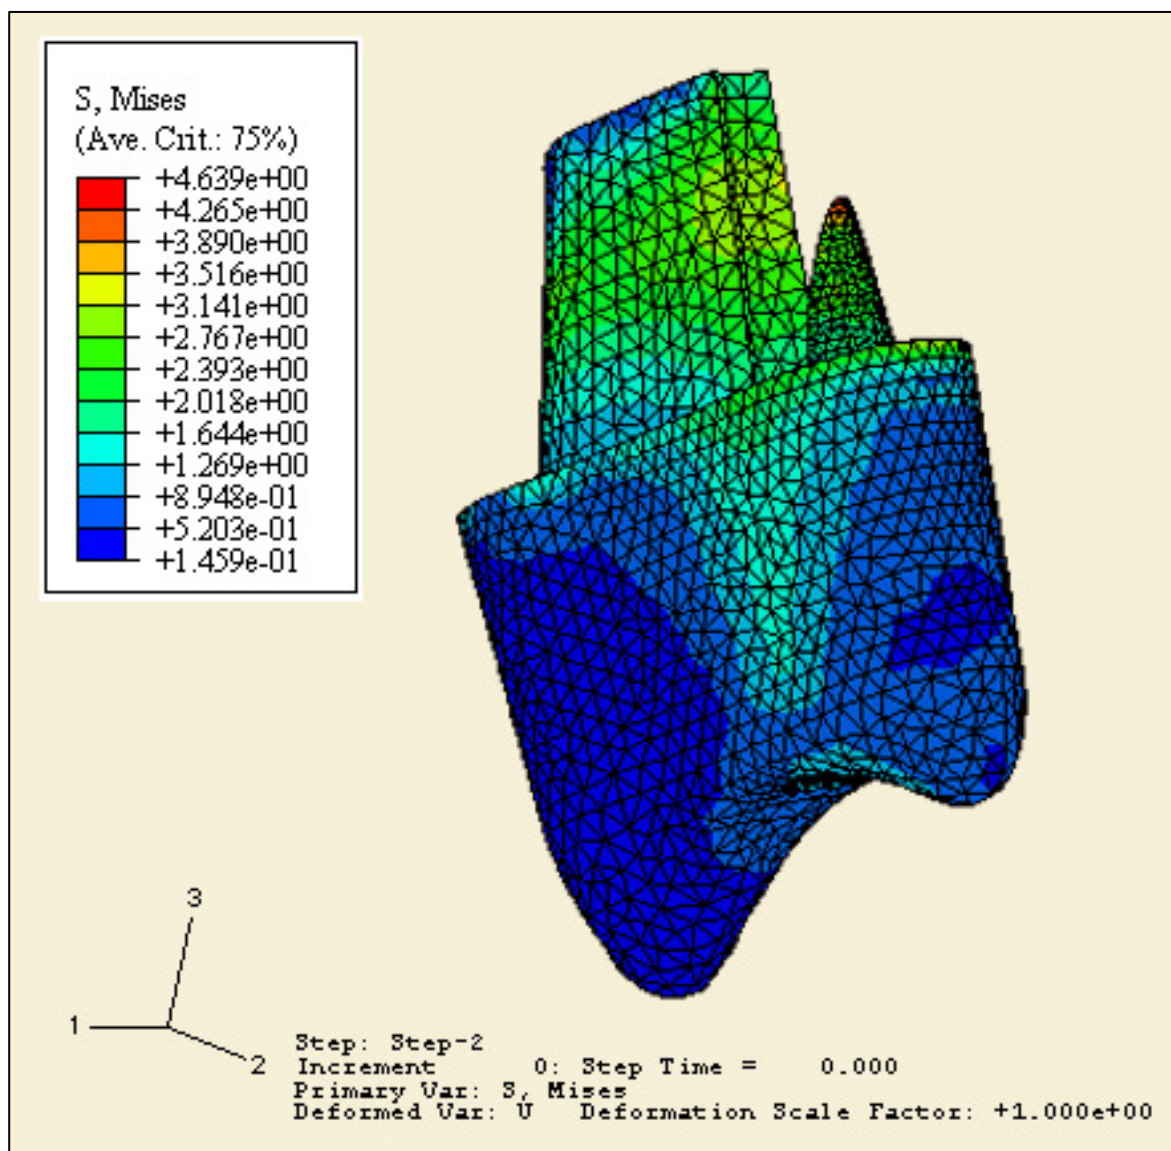 S, Mises
(Ave. Crit.: 75%)
+4.639e+00
+4.265e+00
+3.890e+00
+3.516e+00
+3.141e+00
+2.767e+00
+2.393e+00
+2.018e+00
+1.644e+00
+1.269e+00
+8.948e-01
+5.203e-01
+1.459e-01
3
1
2
Step: Step-2
Increment 0: Step Time = 0.000
Primary Var: S, Mises
Deformed Var: U Deformation Scale Factor: +1.000e+00